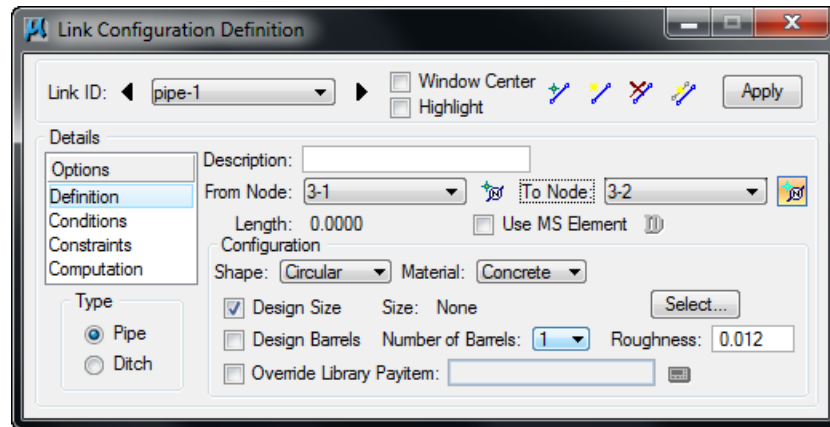 Link Configuration Definition
Link ID: pipe-1 Window Center Apply
Highlight
Details
Options Description:
Definition From Node: 3-1 To Node: 3-2
Conditions Length: 0.0000 Use MS Element ID
Constraints Configuration
Computation Shape: Circular Material: Concrete
Type Design Size Size: None Select...
Pipe Design Barrels Number of Barrels: 1 Roughness: 0.012
Ditch Override Library Payitem: